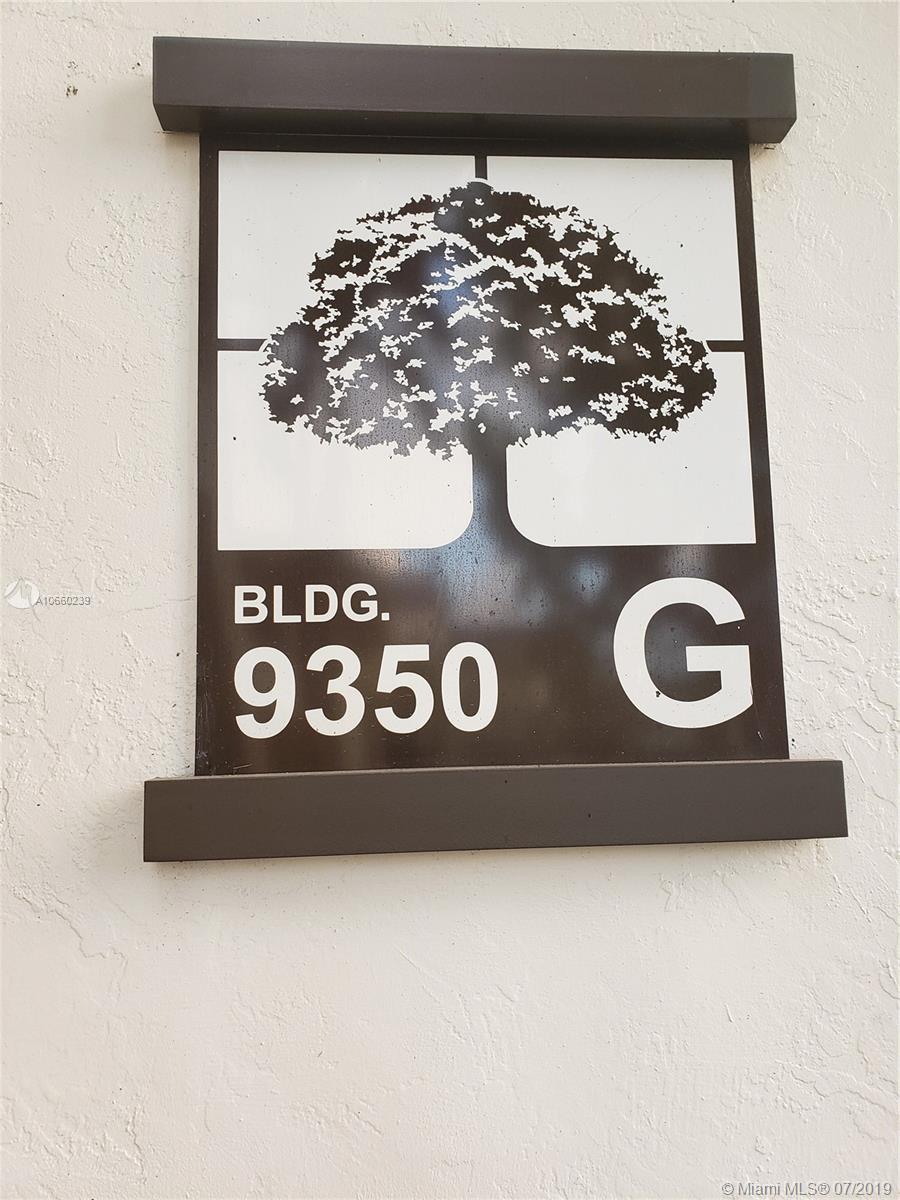 BLDG.
9350 G
A10660239
© Miami MLS® 07/2019